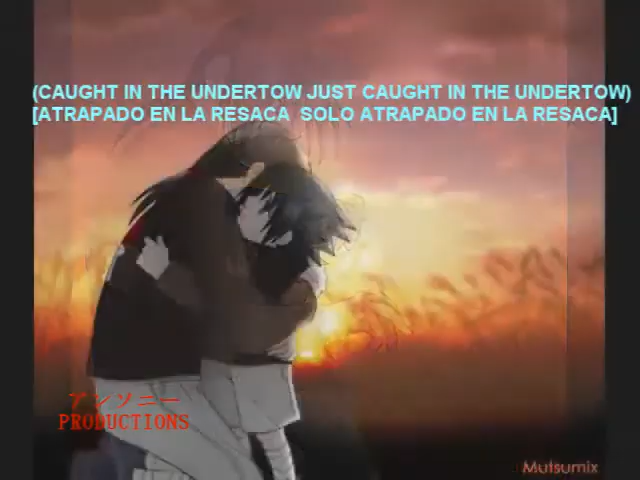 (CAUGHT IN THE UNDERTOW JUST CAUGHT IN THE UNDERTOW)
[ATRAPADO EN LA RESACA  SOLO ATRAPADO EN LA RESACA]
アンソニー
PRODUCTIONS
Mutsumix